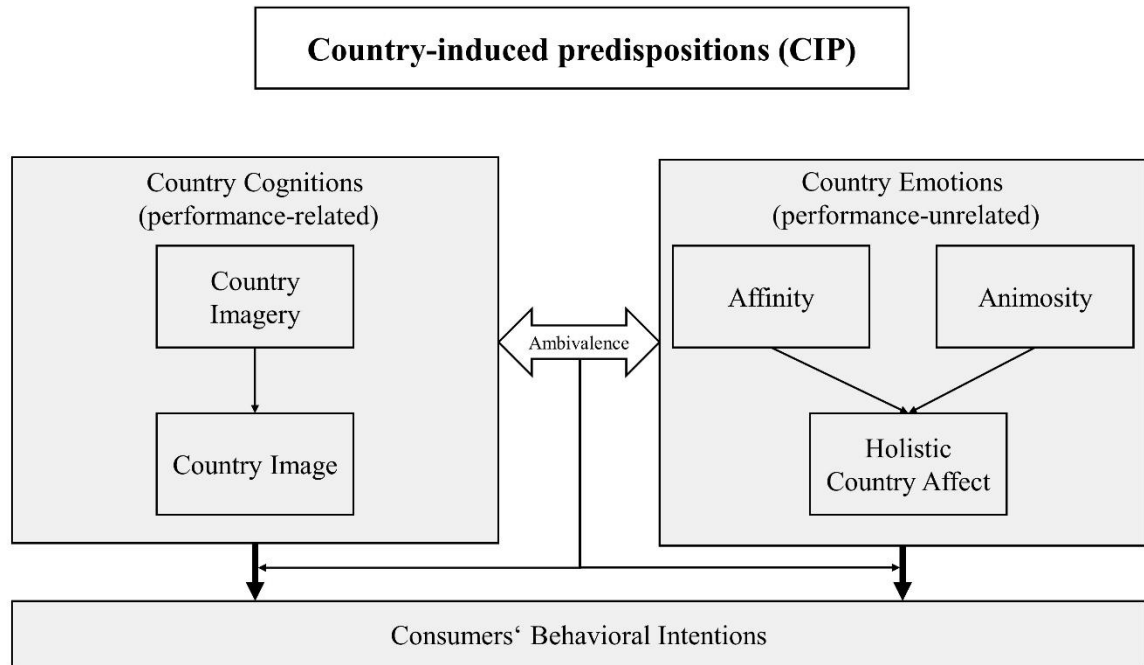 Country-induced predispositions (CIP)
Country Cognitions
(performance-related)
Country
Imagery
Country Image
Ambivalence
Country Emotions
(performance-unrelated)
Affinity
Animosity
Holistic
Country Affect
Consumers‘ Behavioral Intentions